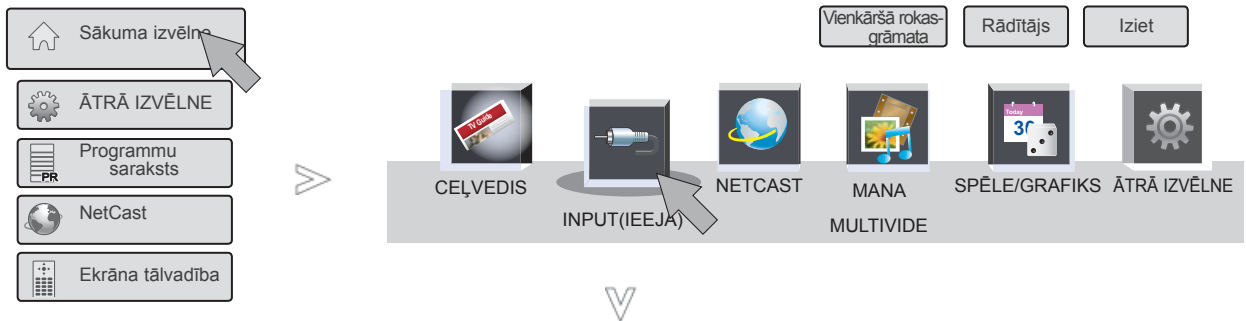 Sākuma izvēlne
ĀTRĀ IZVĒLNE
Programmu
saraksts
PR
NetCast
Ekrāna tālvadība
Vienkāršā rokas-
grāmata
Rādītājs
Iziet
TV Guide
Today
30
CEĻVEDIS
INPUT(IEEJA)
NETCAST
MANA
MULTIVIDE
SPĒLE/GRAFIKS
ĀTRĀ IZVĒLNE